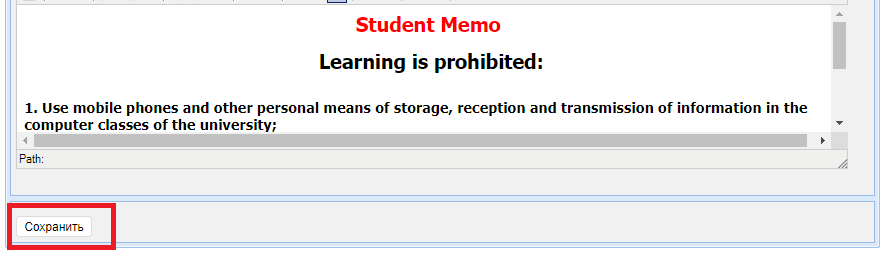 Student Memo
Learning is prohibited:
1. Use mobile phones and other personal means of storage, reception and transmission of information in the
computer classes of the university;
Path:
Сохранить